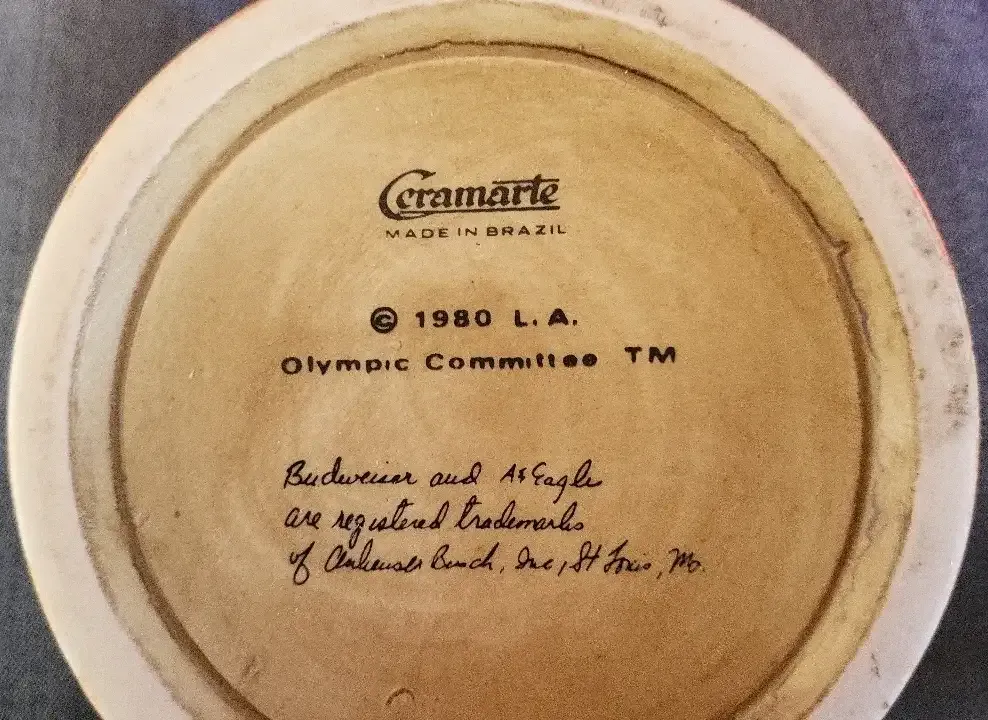 Ceramarte
MADE IN BRAZIL
© 1980 L. A.
Olympic Committee TM
Budweiser and A&Eagle
are registered trademarks
of Anheuser Busch, Inc, St Louis, Mo.